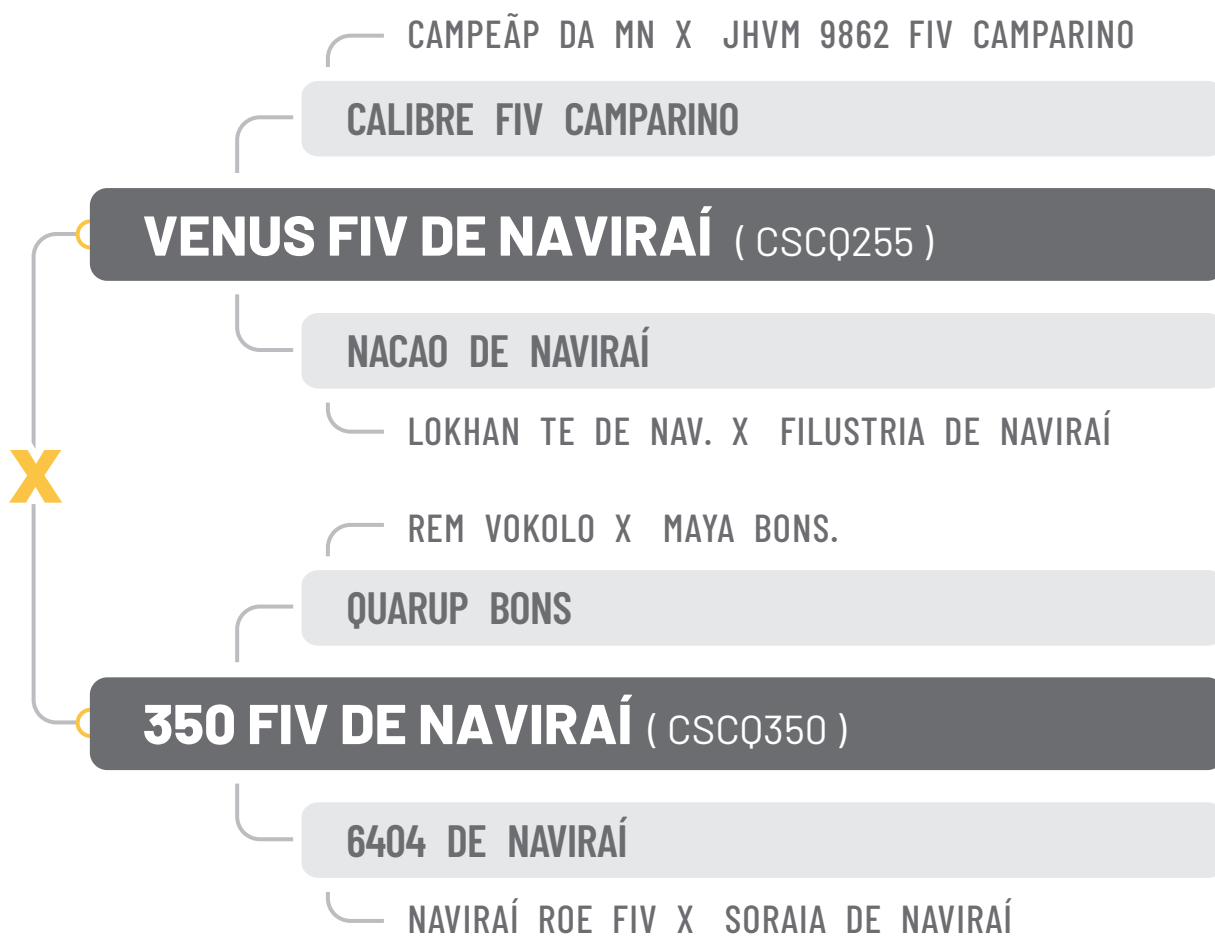 CAMPEÃP DA MN X JHVM 9862 FIV CAMPARINO
CALIBRE FIV CAMPARINO
VENUS FIV DE NAVIRAÍ ( CSCQ255 )
NACAO DE NAVIRAÍ
LOKHAN TE DE NAV. X FILUSTRIA DE NAVIRAÍ
X
REM VOKOLO X MAYA BONS.
QUARUP BONS
350 FIV DE NAVIRAÍ ( CSCQ350 )
6404 DE NAVIRAÍ
NAVIRAÍ ROE FIV X SORAIA DE NAVIRAÍ